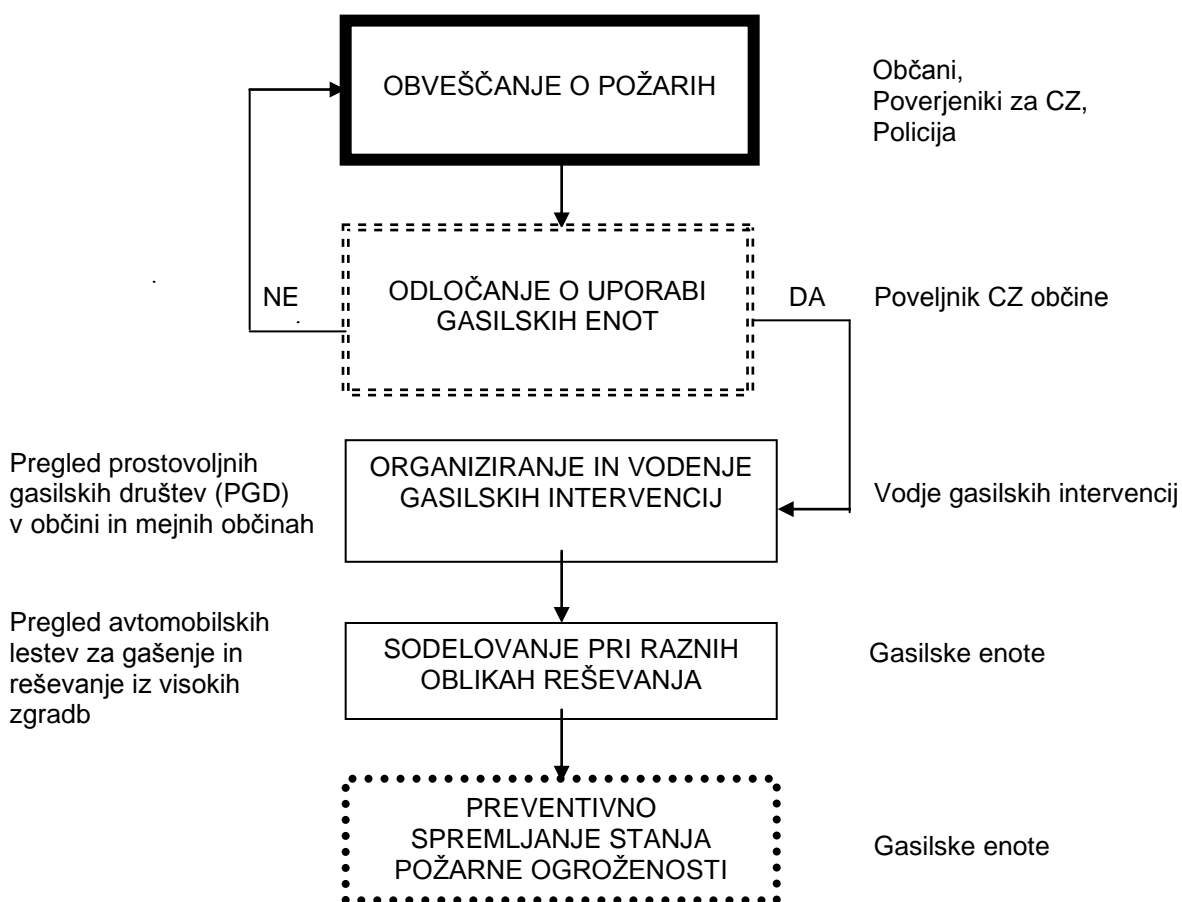 OBVEŠČANJE O POŽARIH
Občani,
Poverjeniki za CZ,
Policija
NE
ODLOČANJE O UPORABI
GASILSKIH ENOT
DA
Poveljnik CZ občine
Pregled prostovoljnih
gasilskih društev (PGD)
v občini in mejnih občinah
ORGANIZIRANJE IN VODENJE
GASILSKIH INTERVENCIJ
Vodje gasilskih intervencij
Pregled avtomobilskih
lestev za gašenje in
reševanje iz visokih
zgradb
SODELOVANJE PRI RAZNIH
OBLIKAH REŠEVANJA
Gasilske enote
PREVENTIVNO
SPREMLJANJE STANJA
POŽARNE OGROŽENOSTI
Gasilske enote